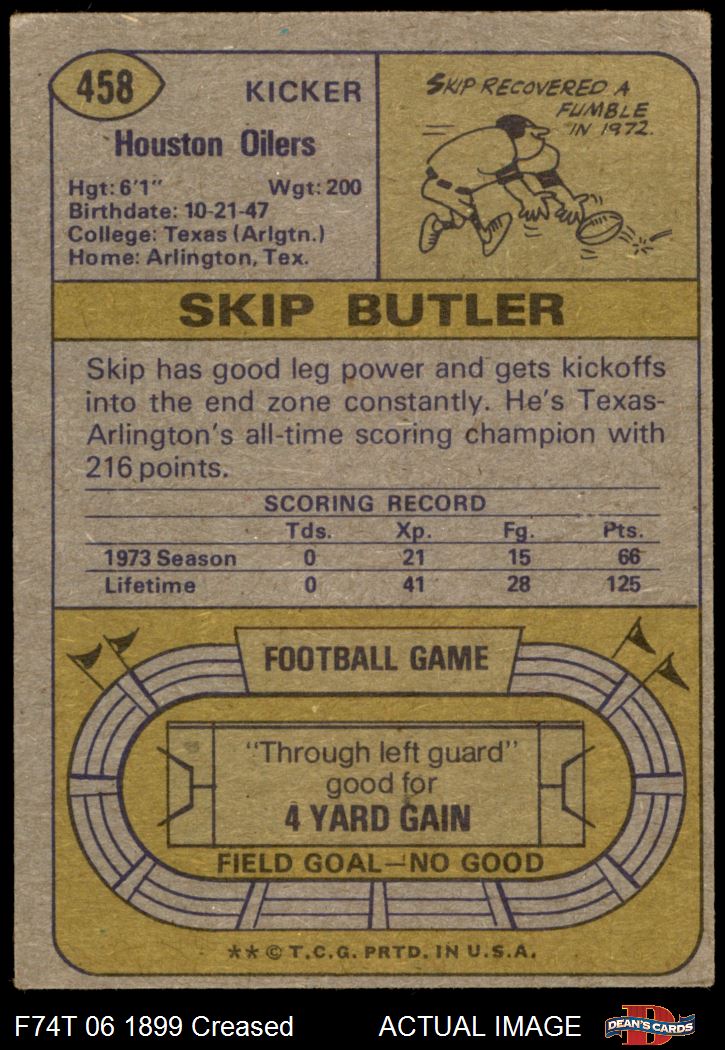 458
KICKER
Houston Oilers
Hgt: 6'1" Wgt: 200
Birthdate: 10-21-47
College: Texas (Arlgtn.)
Home: Arlington, Tex.
SKIP RECOVERED A
FUMBLE
IN 1972.
SKIP BUTLER
Skip has good leg power and gets kickoffs
into the end zone constantly. He's Texas-
Arlington's all-time scoring champion with
216 points.
SCORING RECORD
Tds. Xp. Fg. Pts.
1973 Season 0 21 15 66
Lifetime 0 41 28 125
FOOTBALL GAME
"Through left guard"
good for
4 YARD GAIN
FIELD GOAL—NO GOOD
** © T.C.G. PRTD. IN U.S.A.
F74T 06 1899 Creased ACTUAL IMAGE
D
DEAN'S CARDS